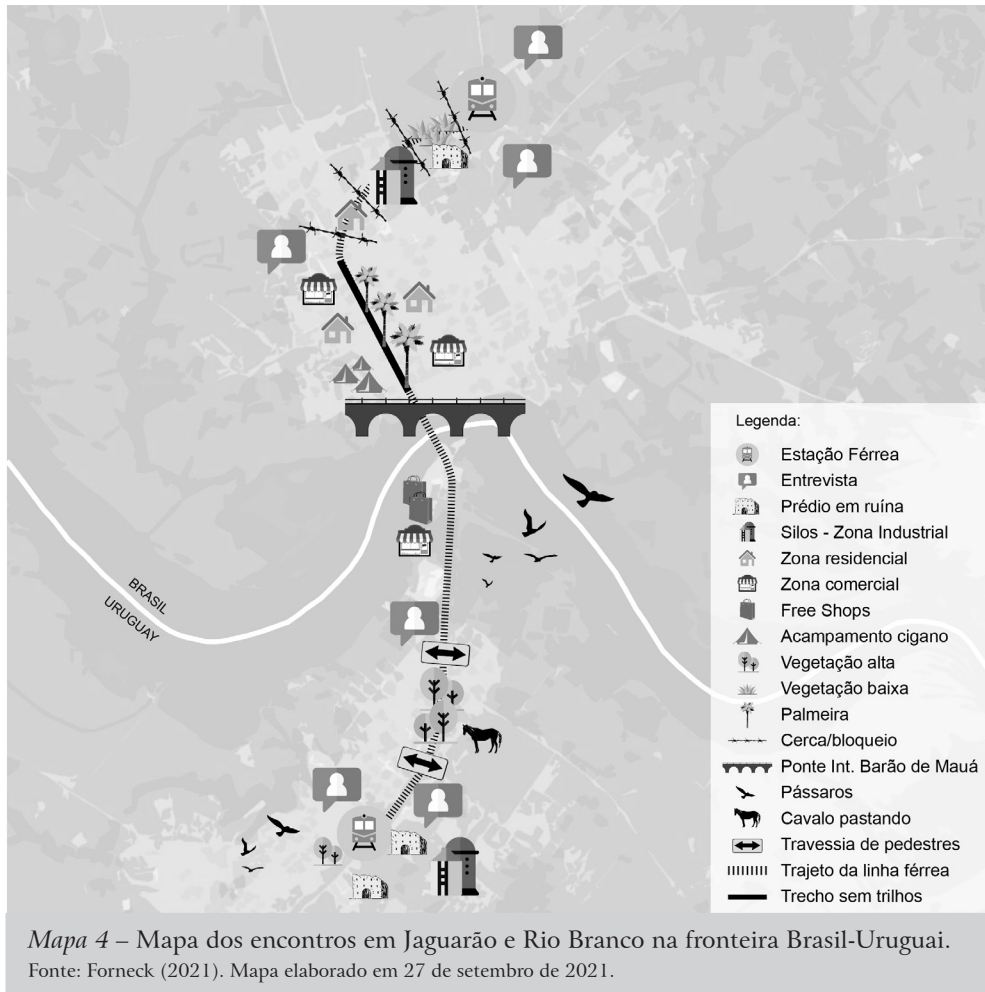 BRASIL
URUGUAY
Legenda:
Estação Férrea
Entrevista
Prédio em ruína
Silos - Zona Industrial
Zona residencial
Zona comercial
Free Shops
Acampamento cigano
Vegetação alta
Vegetação baixa
Palmeira
Cerca/bloqueio
Ponte Int. Barão de Mauá
Pássaros
Cavalo pastando
Travessia de pedestres
Trajeto da linha férrea
Trecho sem trilhos
Mapa 4 – Mapa dos encontros em Jaguarão e Rio Branco na fronteira Brasil-Uruguai.
Fonte: Forneck (2021). Mapa elaborado em 27 de setembro de 2021.